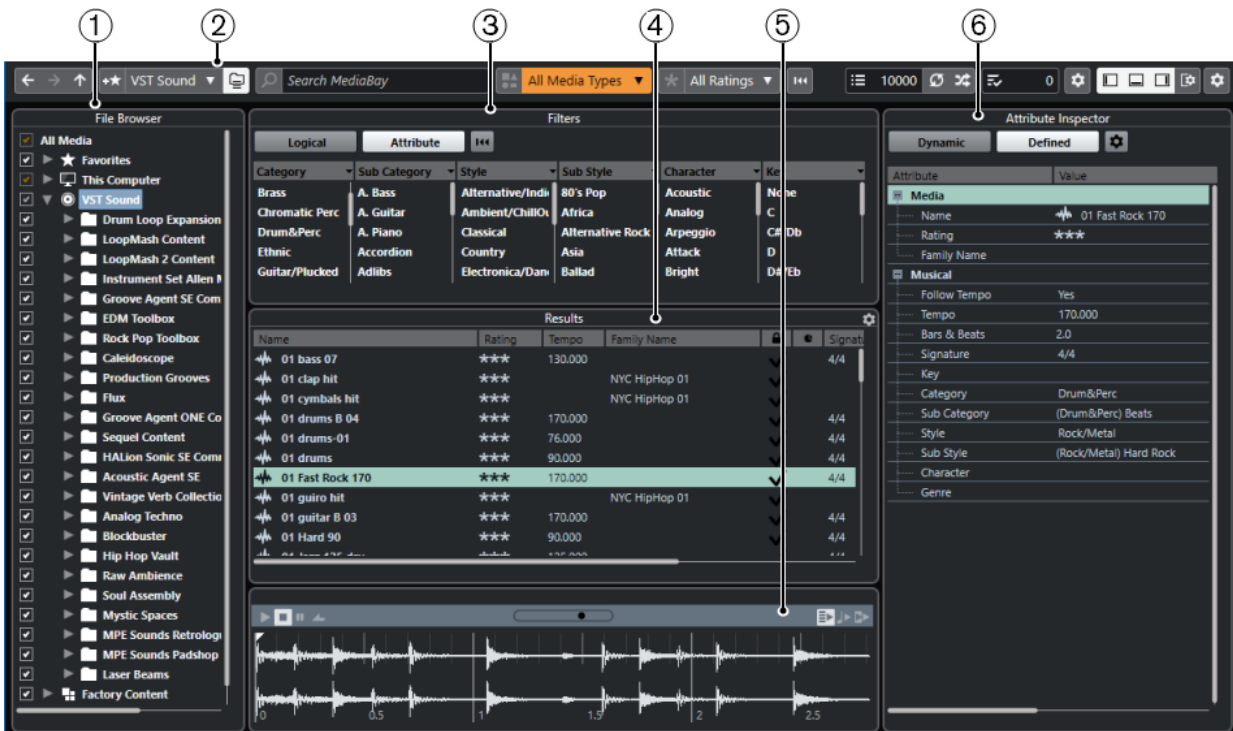 1 2 3 4 5 6
VST Sound Search MediaBay All Media Types All Ratings 10000 0
File Browser
All Media
Favorites
This Computer
VST Sound
Drum Loop Expansion
LoopMash Content
LoopMash 2 Content
Instrument Set Allen
Groove Agent SE Com
EDM Toolbox
Rock Pop Toolbox
Caleidoscope
Production Grooves
Flux
Groove Agent ONE Co
Sequel Content
HALion Sonic SE Com
Acoustic Agent SE
Vintage Verb Collectio
Analog Techno
Blockbuster
Hip Hop Vault
Raw Ambience
Soul Assembly
Mystic Spaces
MPE Sounds Retrolog
MPE Sounds Padshop
Laser Beams
Factory Content
Filters
Logical Attribute
Category Sub Category Style Sub Style Character Ke
Brass A. Bass Alternative/Indi 80's Pop Acoustic None
Chromatic Perc A. Guitar Ambient/ChillOu Africa Analog C
Drum&Perc A. Piano Classical Alternative Rock Arpeggio C#/Db
Ethnic Accordion Country Asia Attack D
Guitar/Plucked Adlibs Electronica/Dan Ballad Bright D#/Eb
Results
Name Rating Tempo Family Name Signat
01 bass 07 *** 130.000 4/4
01 clap hit *** NYC HipHop 01
01 cymbals hit *** NYC HipHop 01
01 drums B 04 *** 170.000 4/4
01 drums-01 *** 76.000 4/4
01 drums *** 90.000 4/4
01 Fast Rock 170 *** 170.000 4/4
01 guiro hit *** NYC HipHop 01
01 guitar B 03 *** 170.000 4/4
01 Hard 90 *** 90.000 4/4
0 0.5 1 1.5 2 2.5
Attribute Inspector
Dynamic Defined
Attribute Value
Media
Name 01 Fast Rock 170
Rating ***
Family Name
Musical
Follow Tempo Yes
Tempo 170.000
Bars & Beats 2.0
Signature 4/4
Key
Category Drum&Perc
Sub Category (Drum&Perc) Beats
Style Rock/Metal
Sub Style (Rock/Metal) Hard Rock
Character
Genre